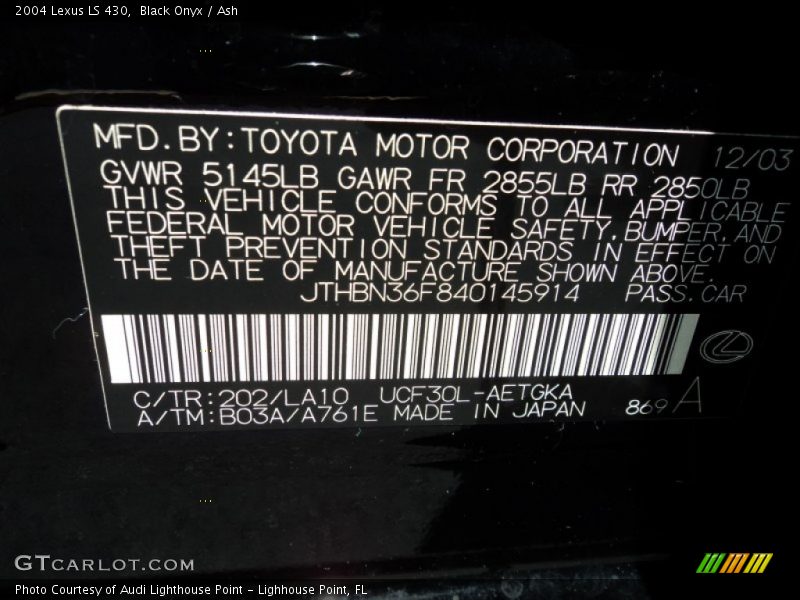 2004 Lexus LS 430,  Black Onyx / Ash
MFD.BY:TOYOTA MOTOR CORPORATION 12/03
GVWR 5145LB GAWR FR 2855LB RR 2850LB
THIS VEHICLE CONFORMS TO ALL APPLICABLE
FEDERAL MOTOR VEHICLE SAFETY,BUMPER,AND
THEFT PREVENTION STANDARDS IN EFFECT ON
THE DATE OF MANUFACTURE SHOWN ABOVE.
JTHBN36F840145914 PASS.CAR
C/TR:202/LA10 UCF30L-AETGKA
A/TM:B03A/A761E MADE IN JAPAN 869 A
GTCARLOT.COM
Photo Courtesy of Audi Lighthouse Point - Lighhouse Point, FL